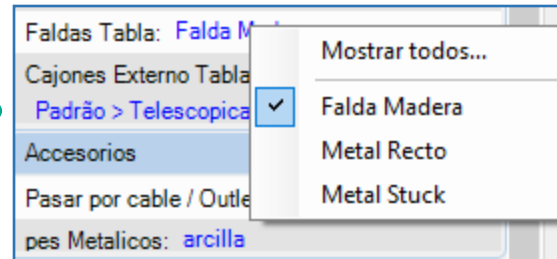 Faldas Tabla: Falda M
Mostrar todos...
Cajones Externo Tabla
Padrão > Telescopica
Falda Madera
Accesorios
Metal Recto
Pasar por cable / Outle
Metal Stuck
pes Metalicos: arcilla